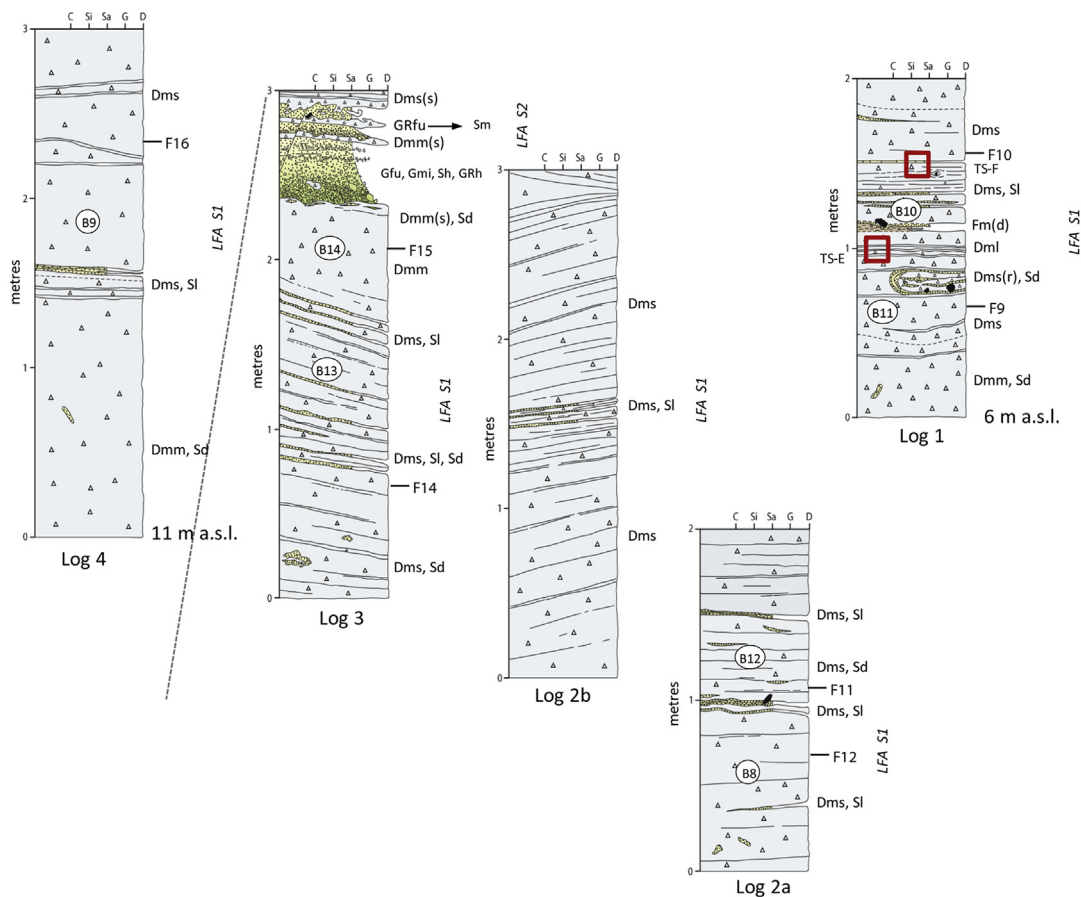 C Si Sa G D
3
Dms
F16
2
B9
LFA S1
metres
Dms, Sl
1
Dmm, Sd
0
11 m a.s.l.
Log 4
C Si Sa G D
3
Dms(s)
GRfu
Sm
Dmm(s)
LFA S2
Gfu, Gmi, Sh, GRh
Dmm(s), Sd
B14
F15
2
Dmm
Dms, Sl
metres
B13
LFA S1
1
Dms, Sl, Sd
F14
Dms, Sd
0
Log 3
C Si Sa G D
3
Dms
2
metres
Dms, Sl
LFA S1
1
Dms
0
Log 2b
C Si Sa G D
2
Dms
F10
TS-F
Dms, Sl
B10
metres
Fm(d)
LFA S1
1
Dml
TS-E
Dms(r), Sd
B11
F9
Dms
Dmm, Sd
0
6 m a.s.l.
Log 1
C Si Sa G D
2
Dms, Sl
B12
Dms, Sd
metres
F11
1
Dms, Sl
LFA S1
F12
B8
Dms, Sl
0
Log 2a